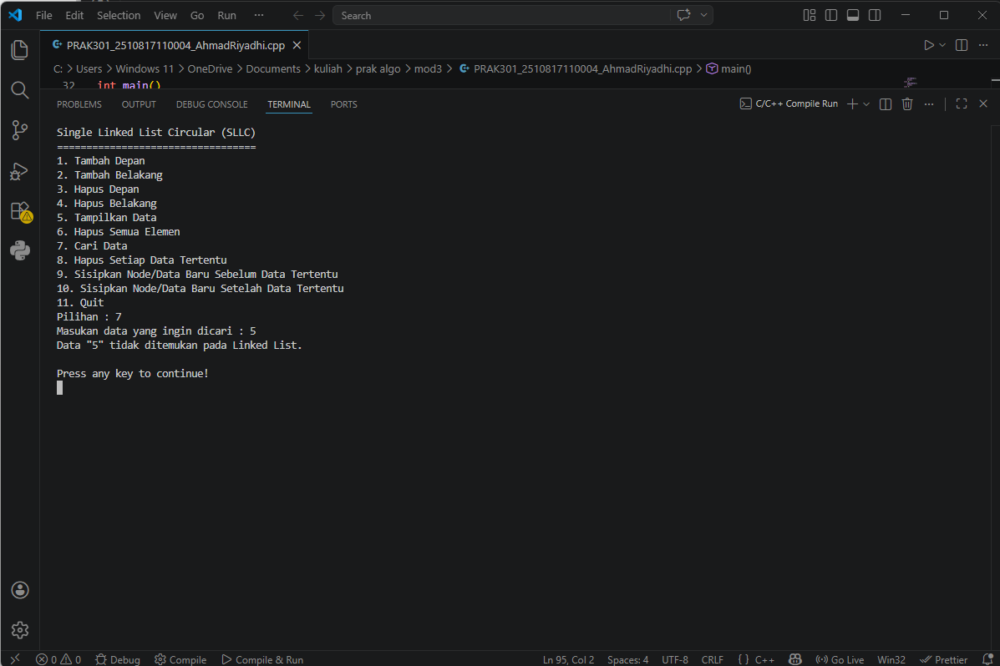 File Edit Selection View Go Run ··· Search
PRAK301_2510817110004_AhmadRiyadhi.cpp
C: > Users > Windows 11 > OneDrive > Documents > kuliah > prak algo > mod3 > PRAK301_2510817110004_AhmadRiyadhi.cpp > main()
32 int main()
PROBLEMS OUTPUT DEBUG CONSOLE TERMINAL PORTS C/C++ Compile Run
Single Linked List Circular (SLLC)
==================================
1. Tambah Depan
2. Tambah Belakang
3. Hapus Depan
4. Hapus Belakang
5. Tampilkan Data
6. Hapus Semua Elemen
7. Cari Data
8. Hapus Setiap Data Tertentu
9. Sisipkan Node/Data Baru Sebelum Data Tertentu
10. Sisipkan Node/Data Baru Setelah Data Tertentu
11. Quit
Pilihan : 7
Masukan data yang ingin dicari : 5
Data "5" tidak ditemukan pada Linked List.
Press any key to continue!
0 0 Debug Compile Compile & Run Ln 95, Col 2 Spaces: 4 UTF-8 CRLF { } C++ Go Live Win32 Prettier